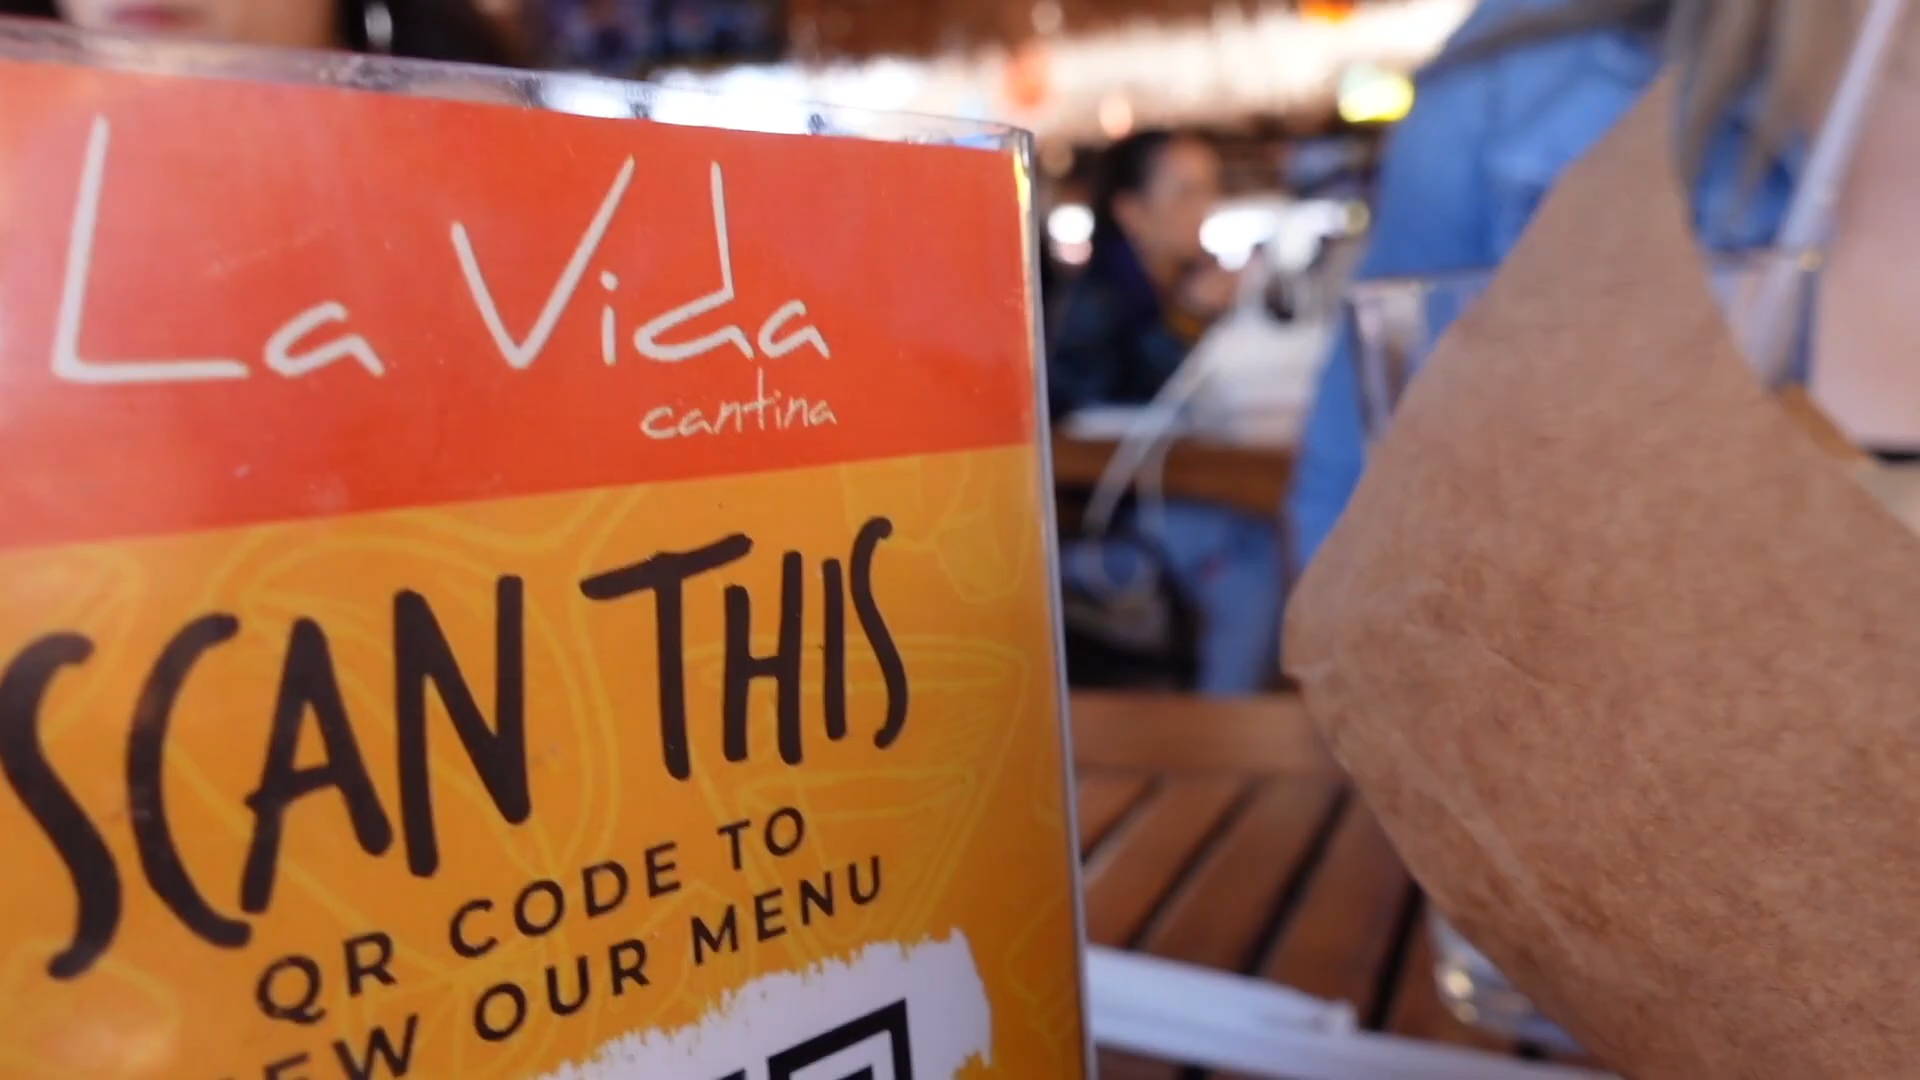 La Vida
cantina
SCAN THIS
QR CODE TO
EW OUR MENU